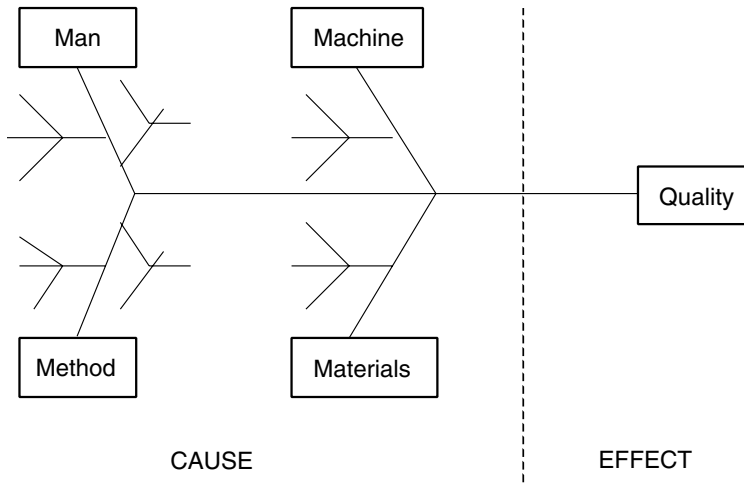 Man
Machine
Quality
Method
Materials
CAUSE
EFFECT